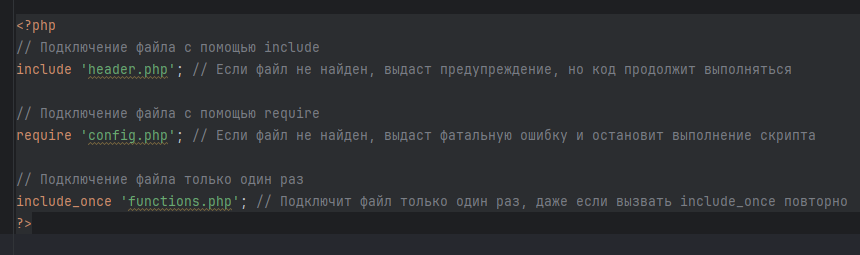 <?php
// Подключение файла с помощью include
include 'header.php'; // Если файл не найден, выдаст предупреждение, но код продолжит выполняться
// Подключение файла с помощью require
require 'config.php'; // Если файл не найден, выдаст фатальную ошибку и остановит выполнение скрипта
// Подключение файла только один раз
include_once 'functions.php'; // Подключит файл только один раз, даже если вызвать include_once повторно
?>